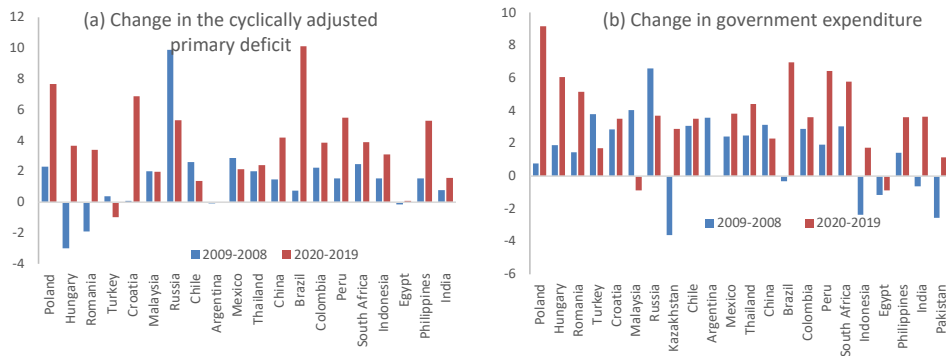 (a) Change in the cyclically adjusted
primary deficit
12
10
8
6
4
2
0
-2
-4
2009-2008
2020-2019
Poland
Hungary
Romania
Turkey
Croatia
Malaysia
Russia
Chile
Argentina
Mexico
Thailand
China
Brazil
Colombia
Peru
South Africa
Indonesia
Egypt
Philippines
India
(b) Change in government expenditure
10
8
6
4
2
0
-2
-4
-6
2009-2008
2020-2019
Poland
Hungary
Romania
Turkey
Croatia
Malaysia
Russia
Kazakhstan
Chile
Argentina
Mexico
Thailand
China
Brazil
Colombia
Peru
South Africa
Indonesia
Egypt
Philippines
India
Pakistan